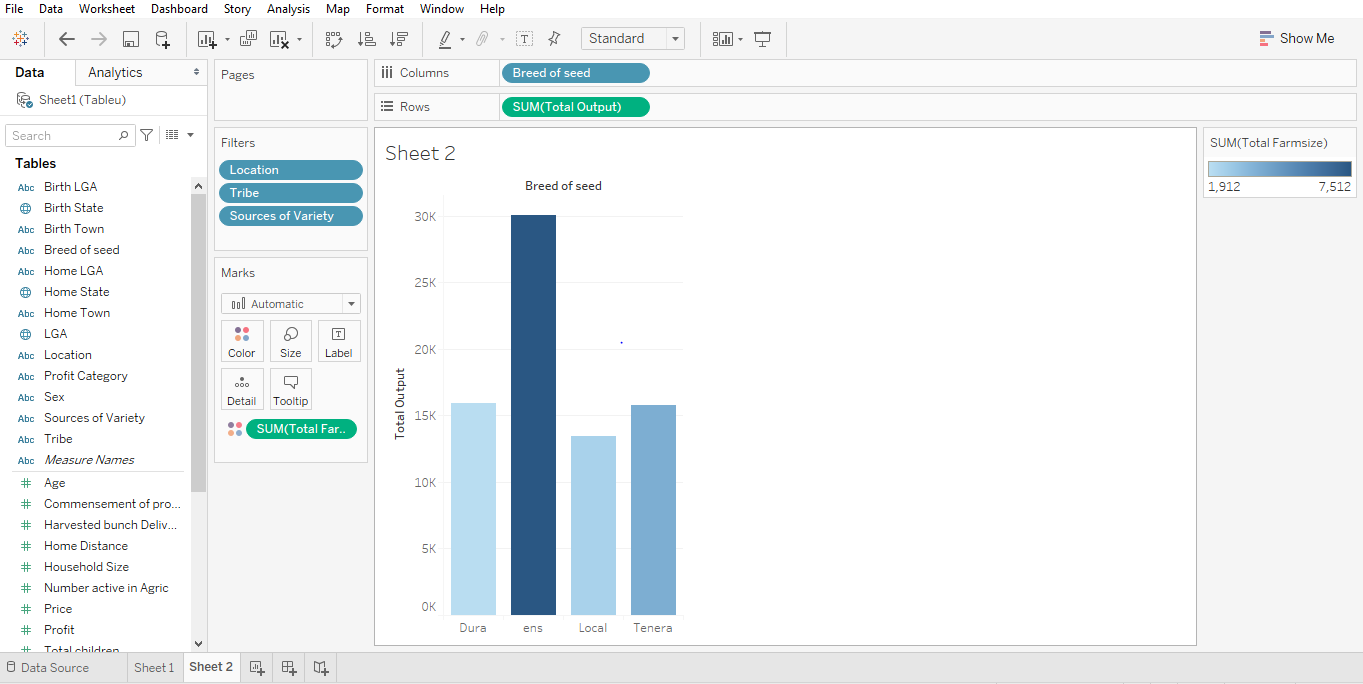 File Data Worksheet Dashboard Story Analysis Map Format Window Help
Standard
Show Me
Data Analytics
Sheet1 (Tableu)
Search
Tables
Abc Birth LGA
Birth State
Abc Birth Town
Abc Breed of seed
Abc Home LGA
Home State
Abc Home Town
LGA
Abc Location
Abc Profit Category
Abc Sex
Abc Sources of Variety
Abc Tribe
Abc Measure Names
# Age
# Commensement of pro...
# Harvested bunch Deliv...
# Home Distance
# Household Size
# Number active in Agric
# Price
# Profit
# Total children
Pages
Filters
Location
Tribe
Sources of Variety
Marks
Automatic
Color Size T Label
Detail Tooltip
SUM(Total Far..
Columns Breed of seed
Rows SUM(Total Output)
Sheet 2
Breed of seed
Total Output
30K
25K
20K
15K
10K
5K
0K
Dura ens Local Tenera
SUM(Total Farmsize)
1,912 7,512
Data Source Sheet 1 Sheet 2